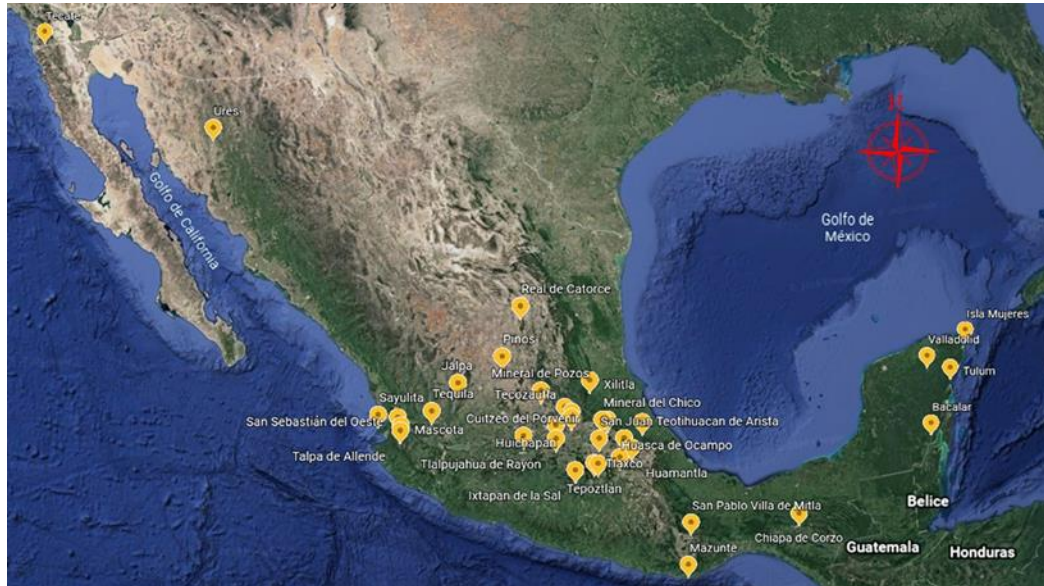 Tecate
Ures
Golfo de California
Golfo de
México
Real de Catorce
Isla Mujeres
Pinos
Valladolid
Jalpa
Mineral de Pozos
Tulum
Xilitla
Tequila
Tecozautla
Sayulita
Mineral del Chico
Bacalar
San Sebastián del Oeste
Cuitzeo del Porvenir
San Juan Teotihuacan de Arista
Mascota
Huichapan
Huasca de Ocampo
Talpa de Allende
Tlalpujahua de Rayón
Tlaxco
Huamantla
Ixtapan de la Sal
Tepoztlán
Belice
San Pablo Villa de Mitla
Chiapa de Corzo
Mazunte
Guatemala
Honduras